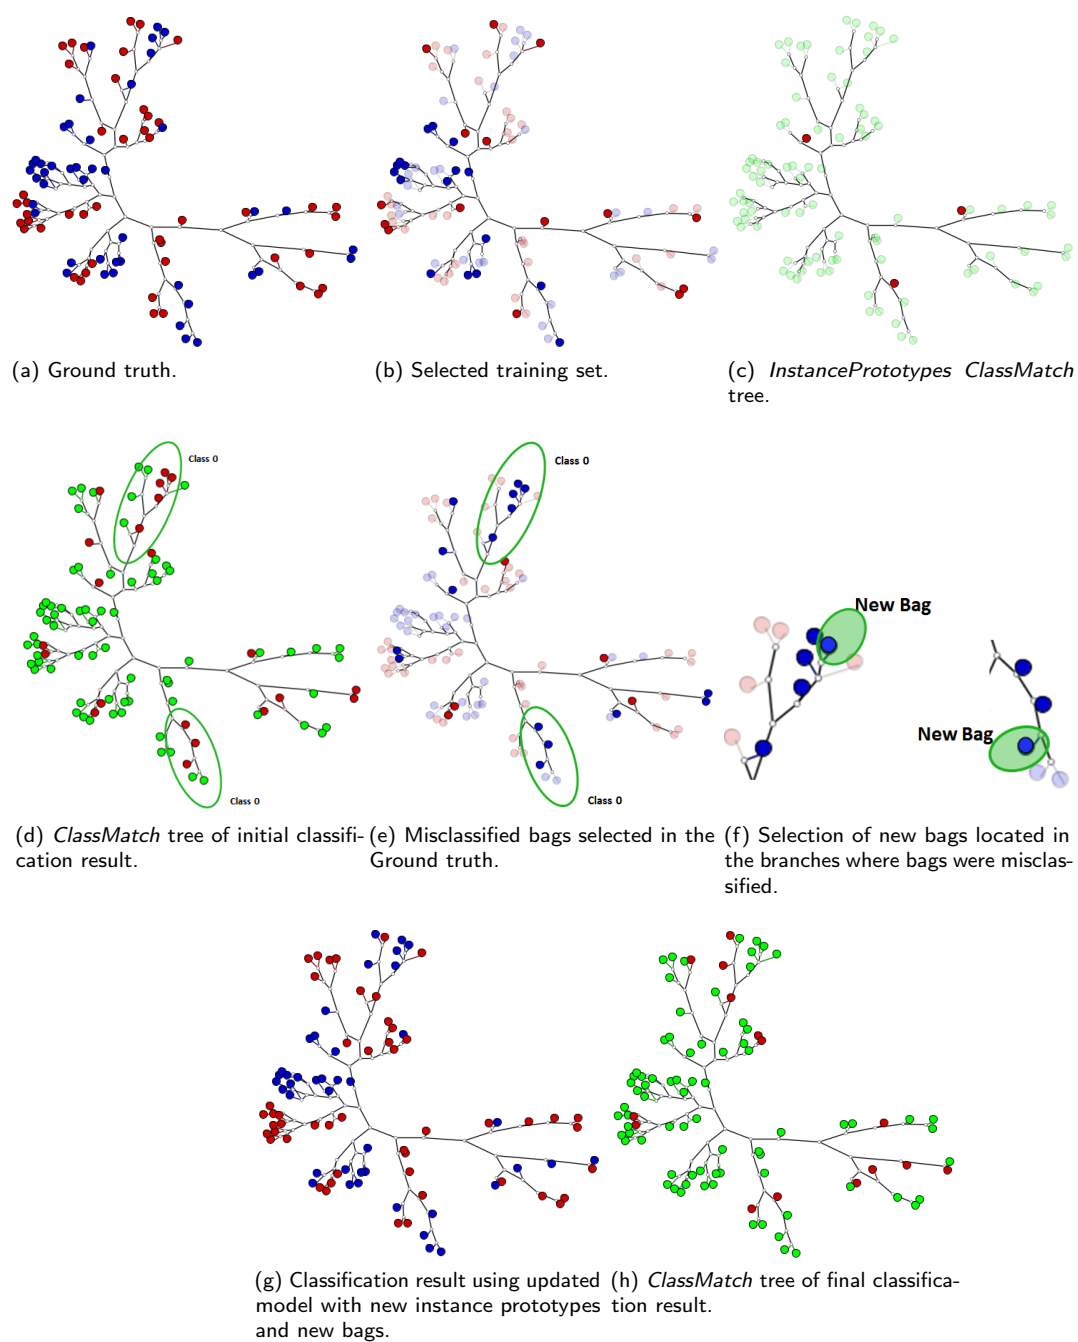 (a) Ground truth.
(b) Selected training set.
(c) InstancePrototypes ClassMatch
tree.
Class 0
Class 0
(d) ClassMatch tree of initial classifi-
cation result.
Class 0
Class 0
(e) Misclassified bags selected in the
Ground truth.
New Bag
New Bag
(f) Selection of new bags located in
the branches where bags were misclas-
sified.
(g) Classification result using updated
model with new instance prototypes
and new bags.
(h) ClassMatch tree of final classifica-
tion result.